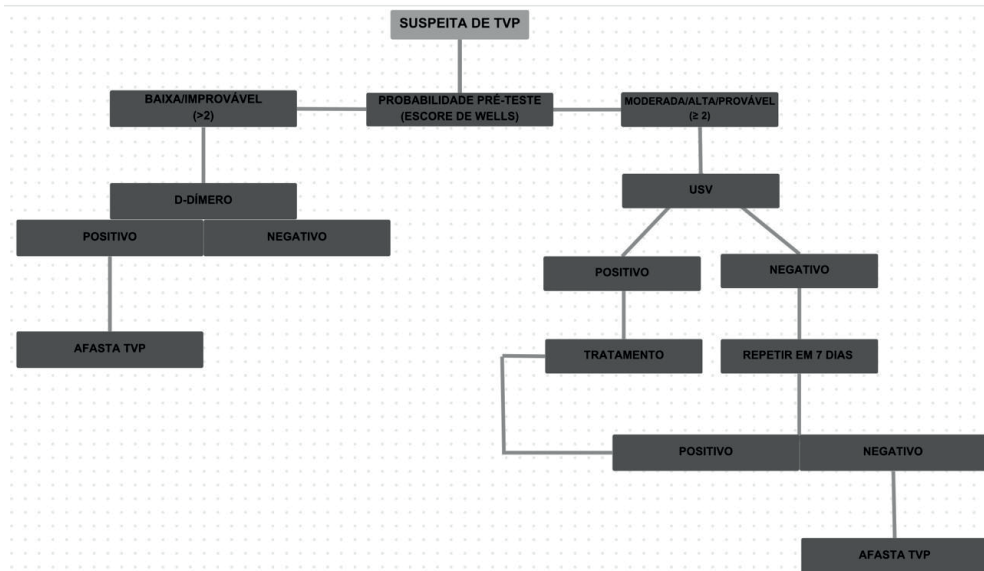 SUSPEITA DE TVP
BAIXA/IMPROVÁVEL
(>2)
PROBABILIDADE PRÉ-TESTE
(ESCORE DE WELLS)
MODERADA/ALTA/PROVÁVEL
(≥ 2)
D-DÍMERO
USV
POSITIVO
NEGATIVO
POSITIVO
NEGATIVO
AFASTA TVP
TRATAMENTO
REPETIR EM 7 DIAS
POSITIVO
NEGATIVO
AFASTA TVP